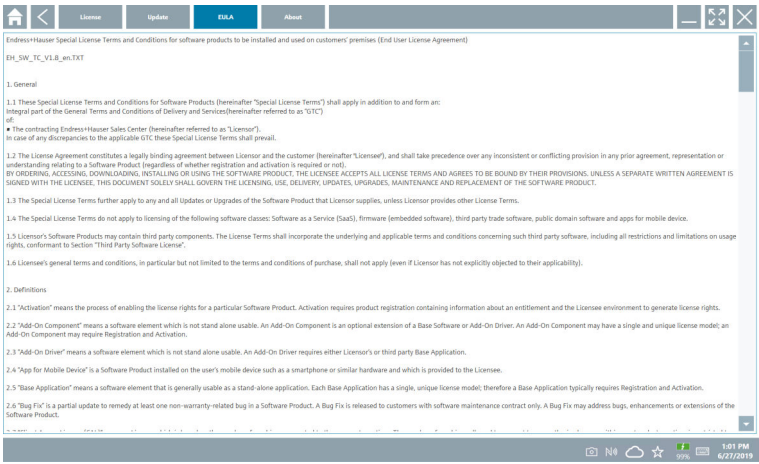 License
Update
EULA
About
Endress+Hauser Special License Terms and Conditions for software products to be installed and used on customers' premises (End User License Agreement)
EH_SW_TC_V1.8_en.TXT
1. General
1.1 These Special License Terms and Conditions for Software Products (hereinafter "Special License Terms") shall apply in addition to and form an:
Integral part of the General Terms and Conditions of Delivery and Services(hereinafter referred to as "GTC")
of:
▪ The contracting Endress+Hauser Sales Center (hereinafter referred to as "Licensor").
In case of any discrepancies to the applicable GTC these Special License Terms shall prevail.
1.2 The License Agreement constitutes a legally binding agreement between Licensor and the customer (hereinafter "Licensee"), and shall take precedence over any inconsistent or conflicting provision in any prior agreement, representation or
understanding relating to a Software Product (regardless of whether registration and activation is required or not).
BY ORDERING, ACCESSING, DOWNLOADING, INSTALLING OR USING THE SOFTWARE PRODUCT, THE LICENSEE ACCEPTS ALL LICENSE TERMS AND AGREES TO BE BOUND BY THEIR PROVISIONS. UNLESS A SEPARATE WRITTEN AGREEMENT IS
SIGNED WITH THE LICENSEE, THIS DOCUMENT SOLELY SHALL GOVERN THE LICENSING, USE, DELIVERY, UPDATES, UPGRADES, MAINTENANCE AND REPLACEMENT OF THE SOFTWARE PRODUCT.
1.3 The Special License Terms further apply to any and all Updates or Upgrades of the Software Product that Licensor supplies, unless Licensor provides other License Terms.
1.4 The Special License Terms do not apply to licensing of the following software classes: Software as a Service (SaaS), firmware (embedded software), third party trade software, public domain software and apps for mobile device.
1.5 Licensor's Software Products may contain third party components. The License Terms shall incorporate the underlying and applicable terms and conditions concerning such third party software, including all restrictions and limitations on usage
rights, conformant to Section "Third Party Software License".
1.6 Licensee's general terms and conditions, in particular but not limited to the terms and conditions of purchase, shall not apply (even if Licensor has not explicitly objected to their applicability).
2. Definitions
2.1 "Activation" means the process of enabling the license rights for a particular Software Product. Activation requires product registration containing information about an entitlement and the Licensee environment to generate license rights.
2.2 "Add-On Component" means a software element which is not stand alone usable. An Add-On Component is an optional extension of a Base Software or Add-On Driver. An Add-On Component may have a single and unique license model; an
Add-On Component may require Registration and Activation.
2.3 "Add-On Driver" means a software element which is not stand alone usable. An Add-On Driver requires either Licensor's or third party Base Application.
2.4 "App for Mobile Device" is a Software Product installed on the user's mobile device such as a smartphone or similar hardware and which is provided to the Licensee.
2.5 "Base Application" means a software element that is generally usable as a stand-alone application. Each Base Application has a single, unique license model; therefore a Base Application typically requires Registration and Activation.
2.6 "Bug Fix" is a partial update to remedy at least one non-warranty-related bug in a Software Product. A Bug Fix is released to customers with software maintenance contract only. A Bug Fix may address bugs, enhancements or extensions of the
Software Product.
99%
1:01 PM
6/27/2019